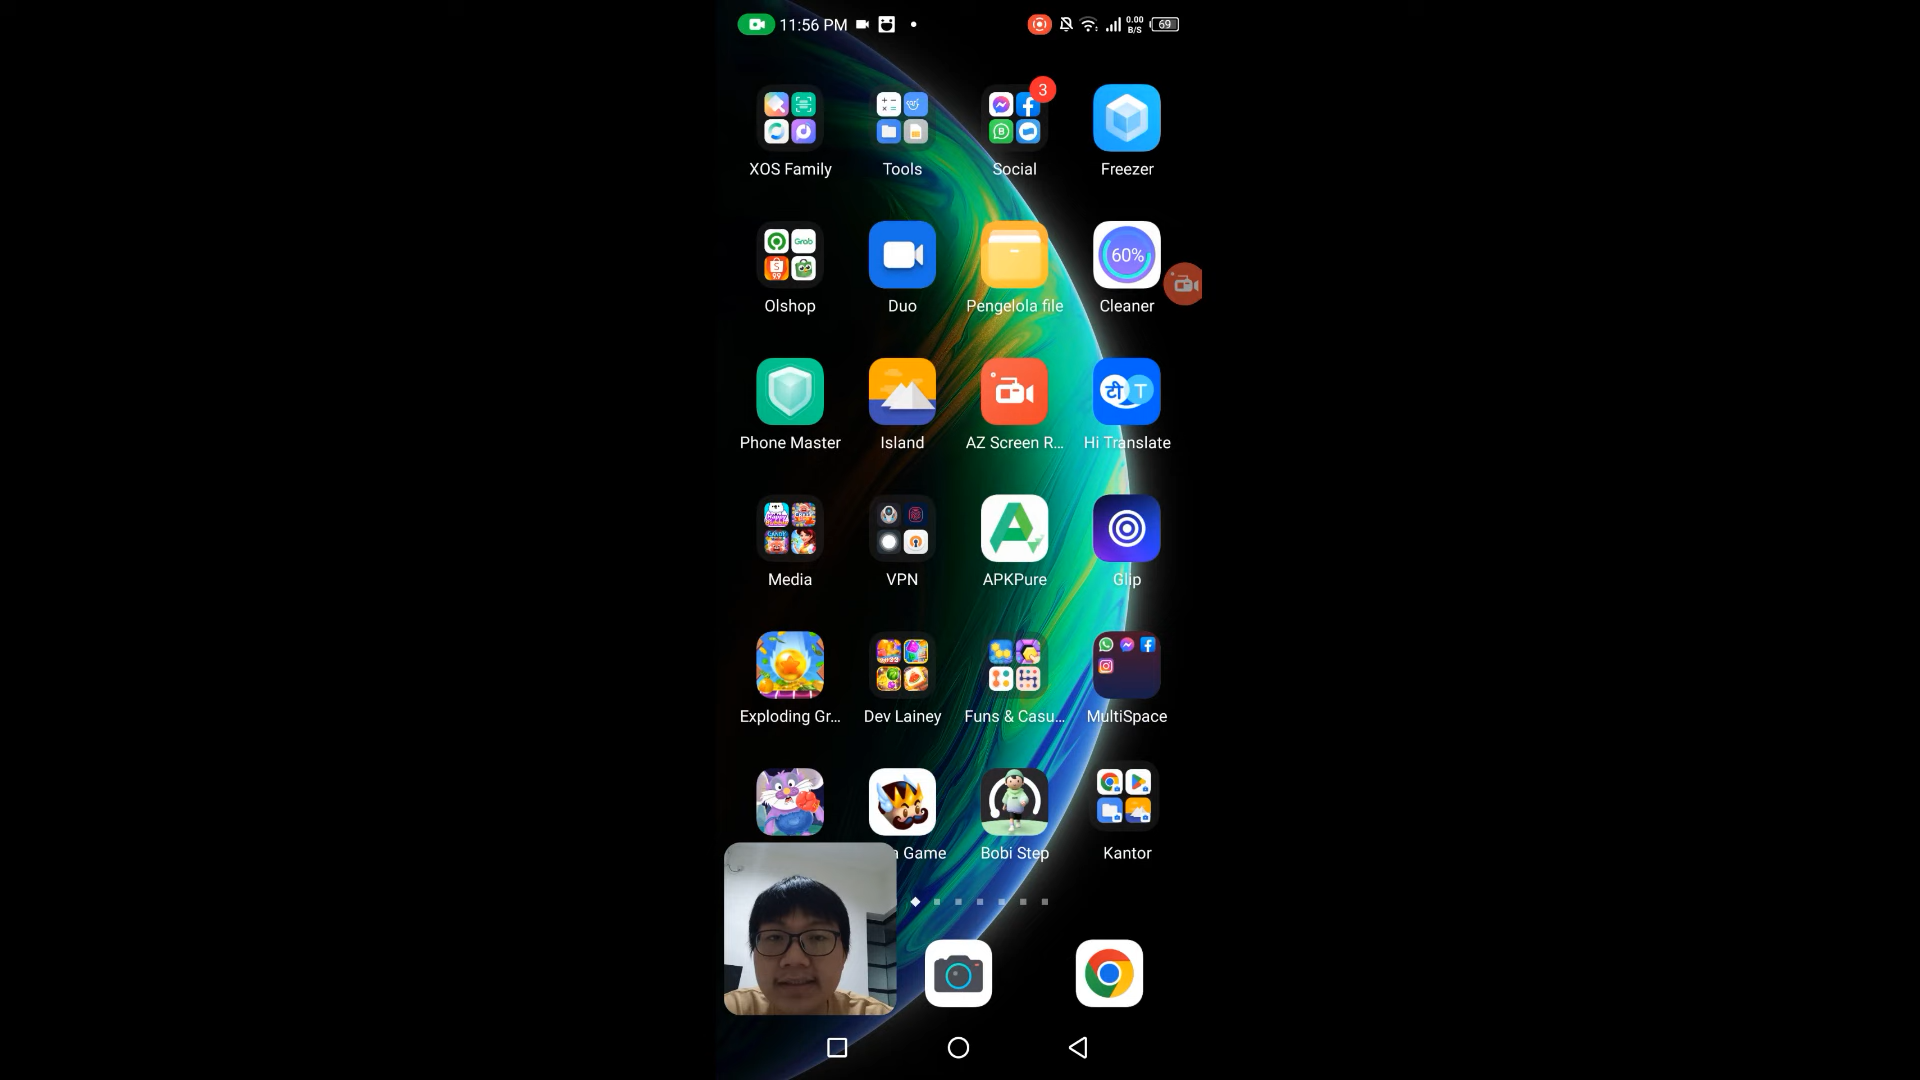 11:56 PM 0.00 B/S 69
3
XOS Family Tools Social Freezer
Grab
60%
Olshop Duo Pengelola file Cleaner
Phone Master Island AZ Screen R... Hi Translate
टी T
Media VPN APKPure Glip
Exploding Gr... Dev Lainey Funs & Casu... MultiSpace
Game Bobi Step Kantor